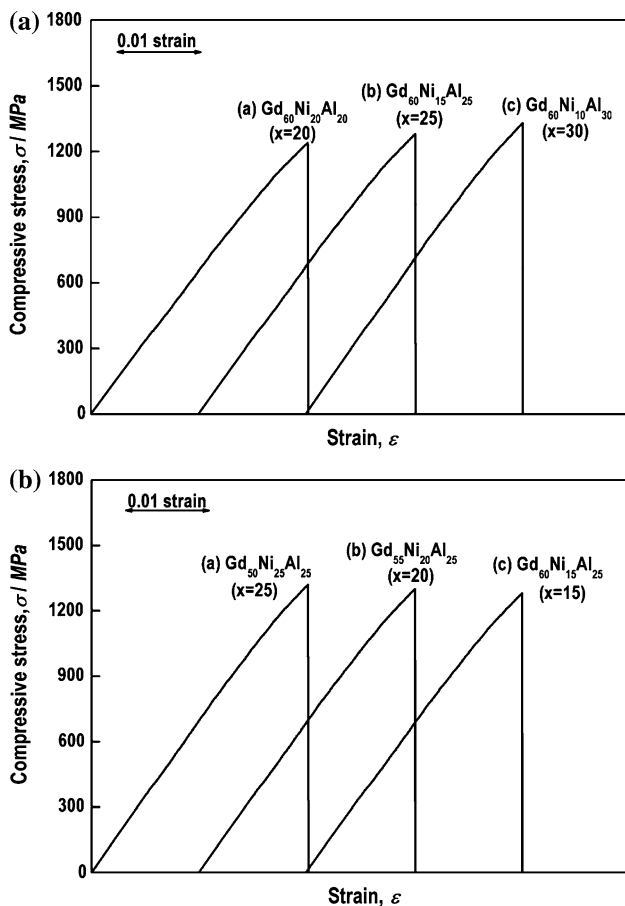 (a)
1800
1500
1200
900
600
300
0
Compressive stress, σ / MPa
0.01 strain
(a) Gd₆₀Ni₂₀Al₂₀
(x=20)
(b) Gd₆₀Ni₁₅Al₂₅
(x=25)
(c) Gd₆₀Ni₁₀Al₃₀
(x=30)
Strain, ε
(b)
1800
1500
1200
900
600
300
0
Compressive stress, σ / MPa
0.01 strain
(a) Gd₅₀Ni₂₅Al₂₅
(x=25)
(b) Gd₅₅Ni₂₀Al₂₅
(x=20)
(c) Gd₆₀Ni₁₅Al₂₅
(x=15)
Strain, ε